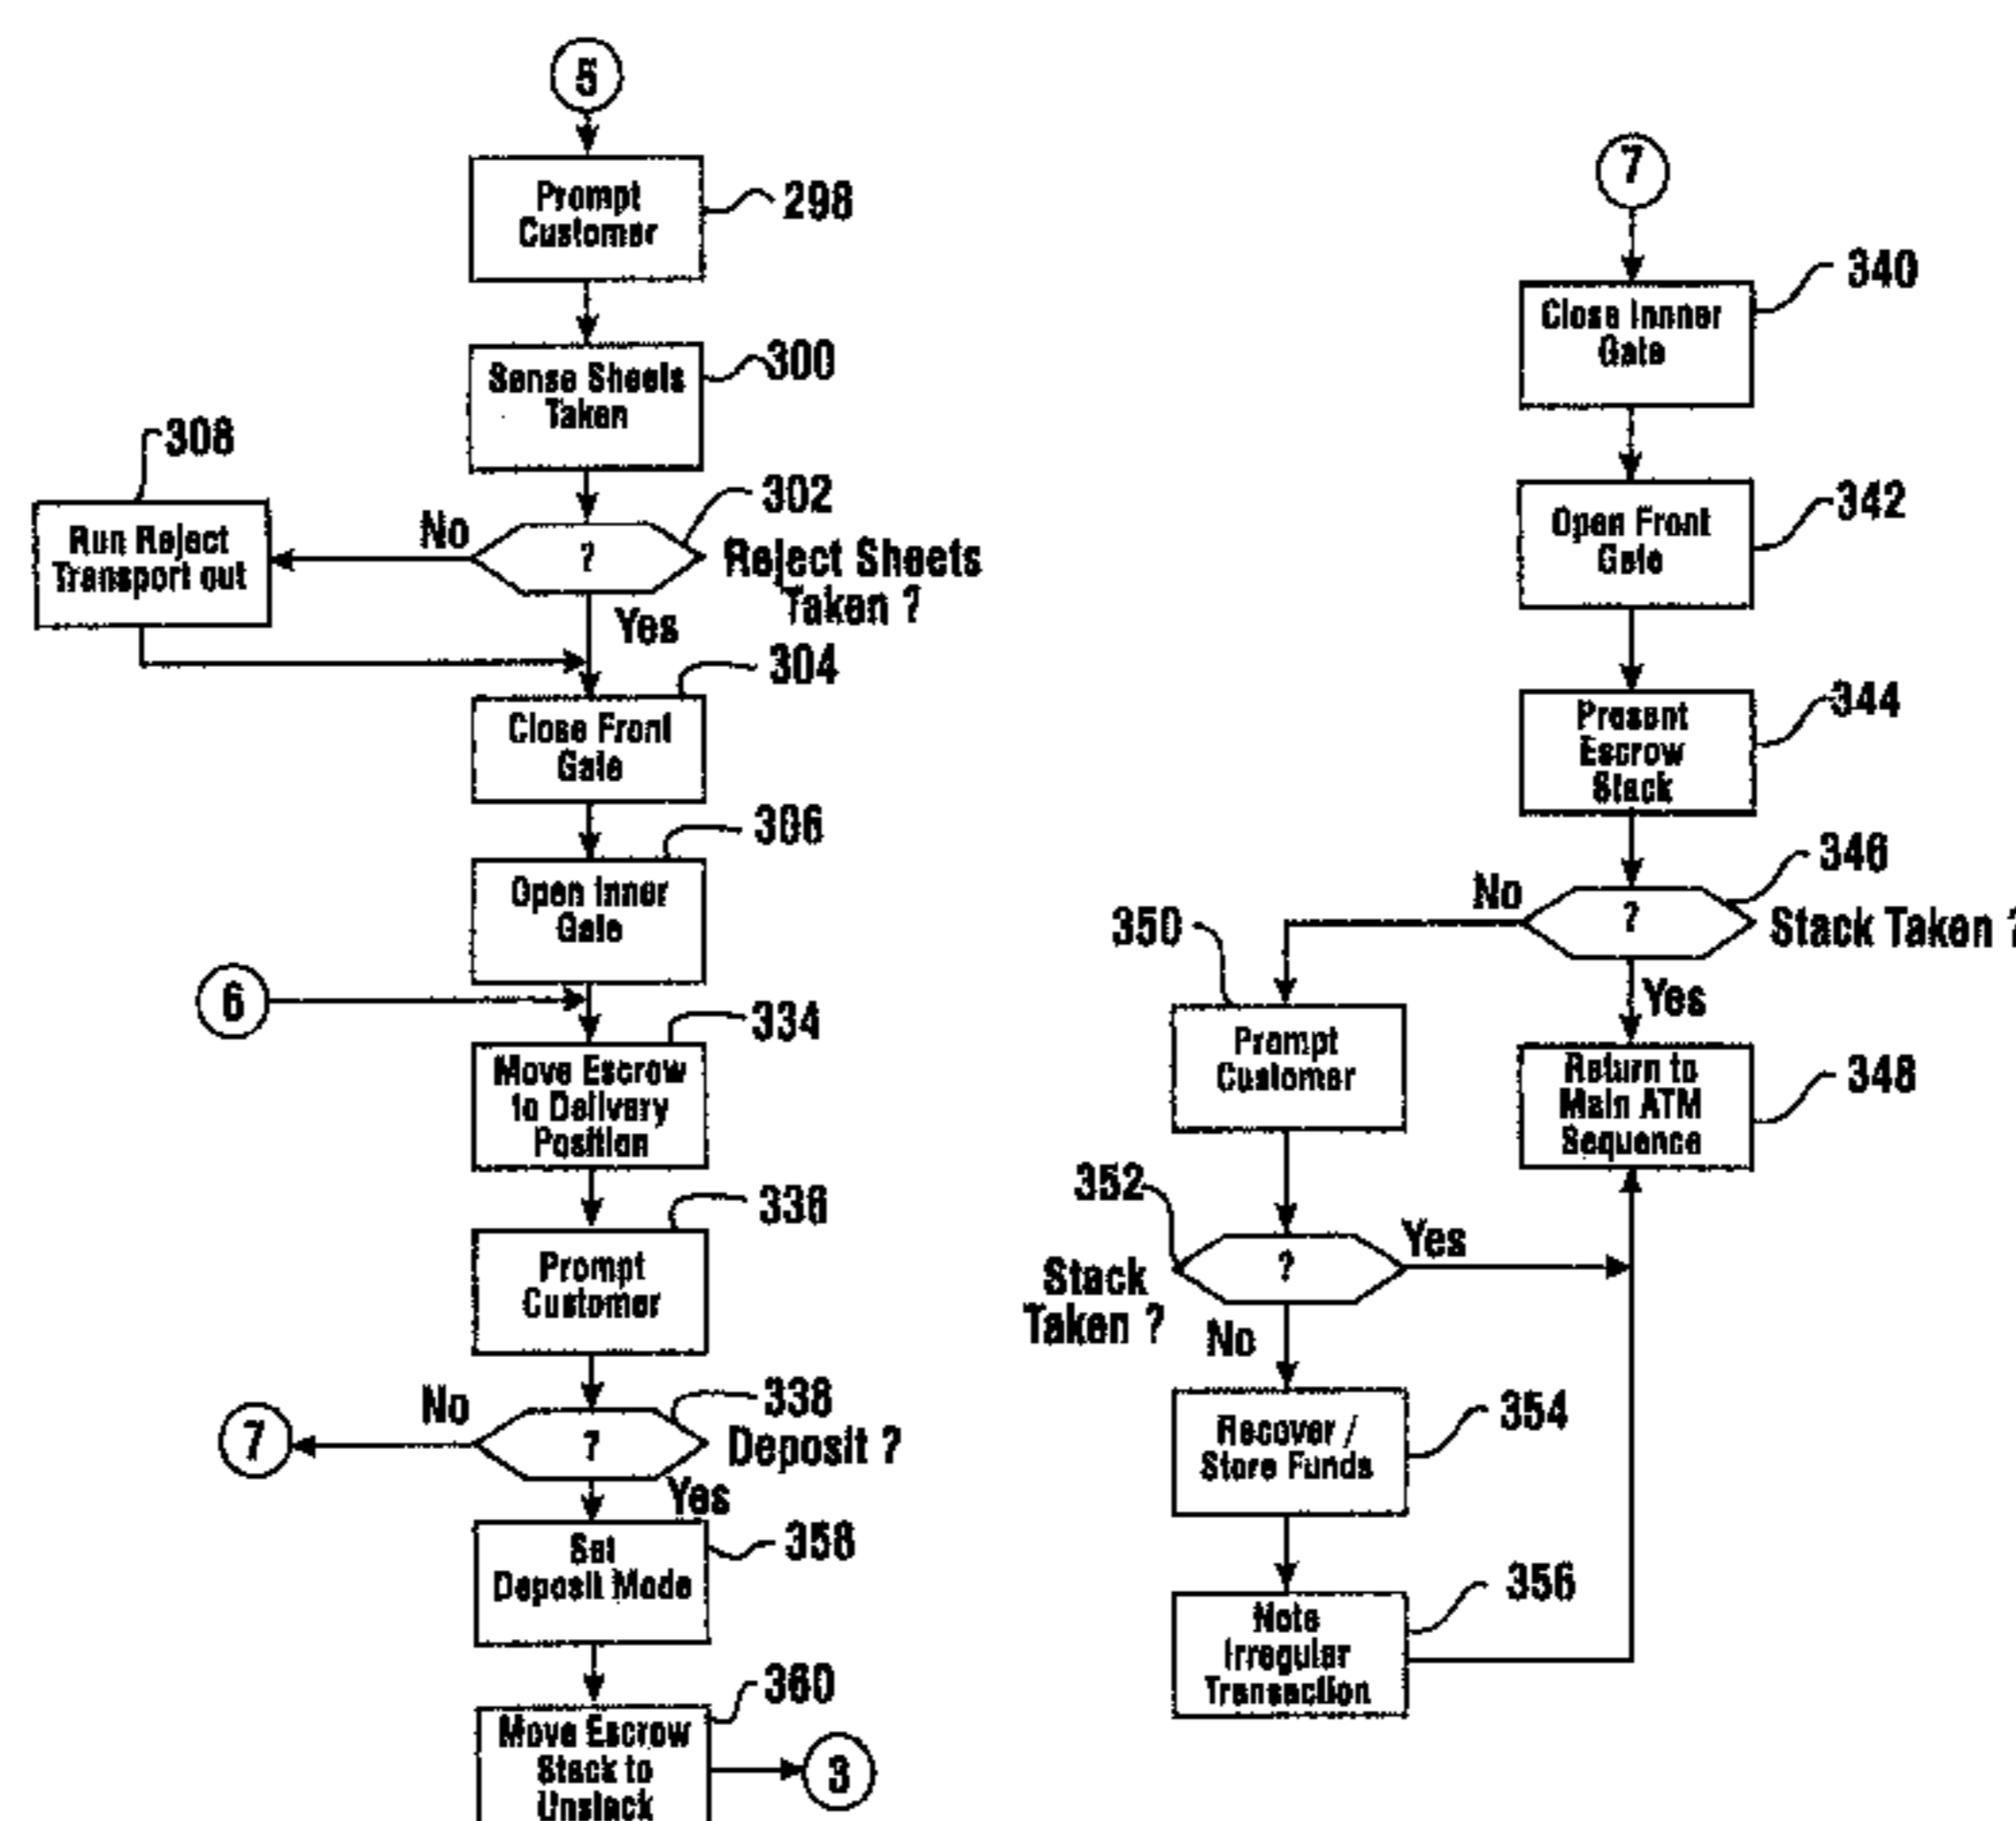 5
Prompt
Customer
298
Sense Sheets
Taken
300
308
Run Reject
Transport out
No
?
302
Reject Sheets
Taken ?
Yes
304
Close Front
Gate
306
Open Inner
Gate
6
334
Move Escrow
to Delivery
Position
336
Prompt
Customer
No
7
?
338
Deposit ?
Yes
Set
Deposit Mode
358
360
Move Escrow
Stack to
Unstack
3
7
340
Close Innner
Gate
342
Open Front
Gate
344
Present
Escrow
Stack
346
No
?
Stack Taken ?
Yes
350
Prompt
Customer
Return to
Main ATM
Sequence
348
352
Stack
Taken ?
?
Yes
No
Recover /
Store Funds
354
Note
Irregular
Transaction
356